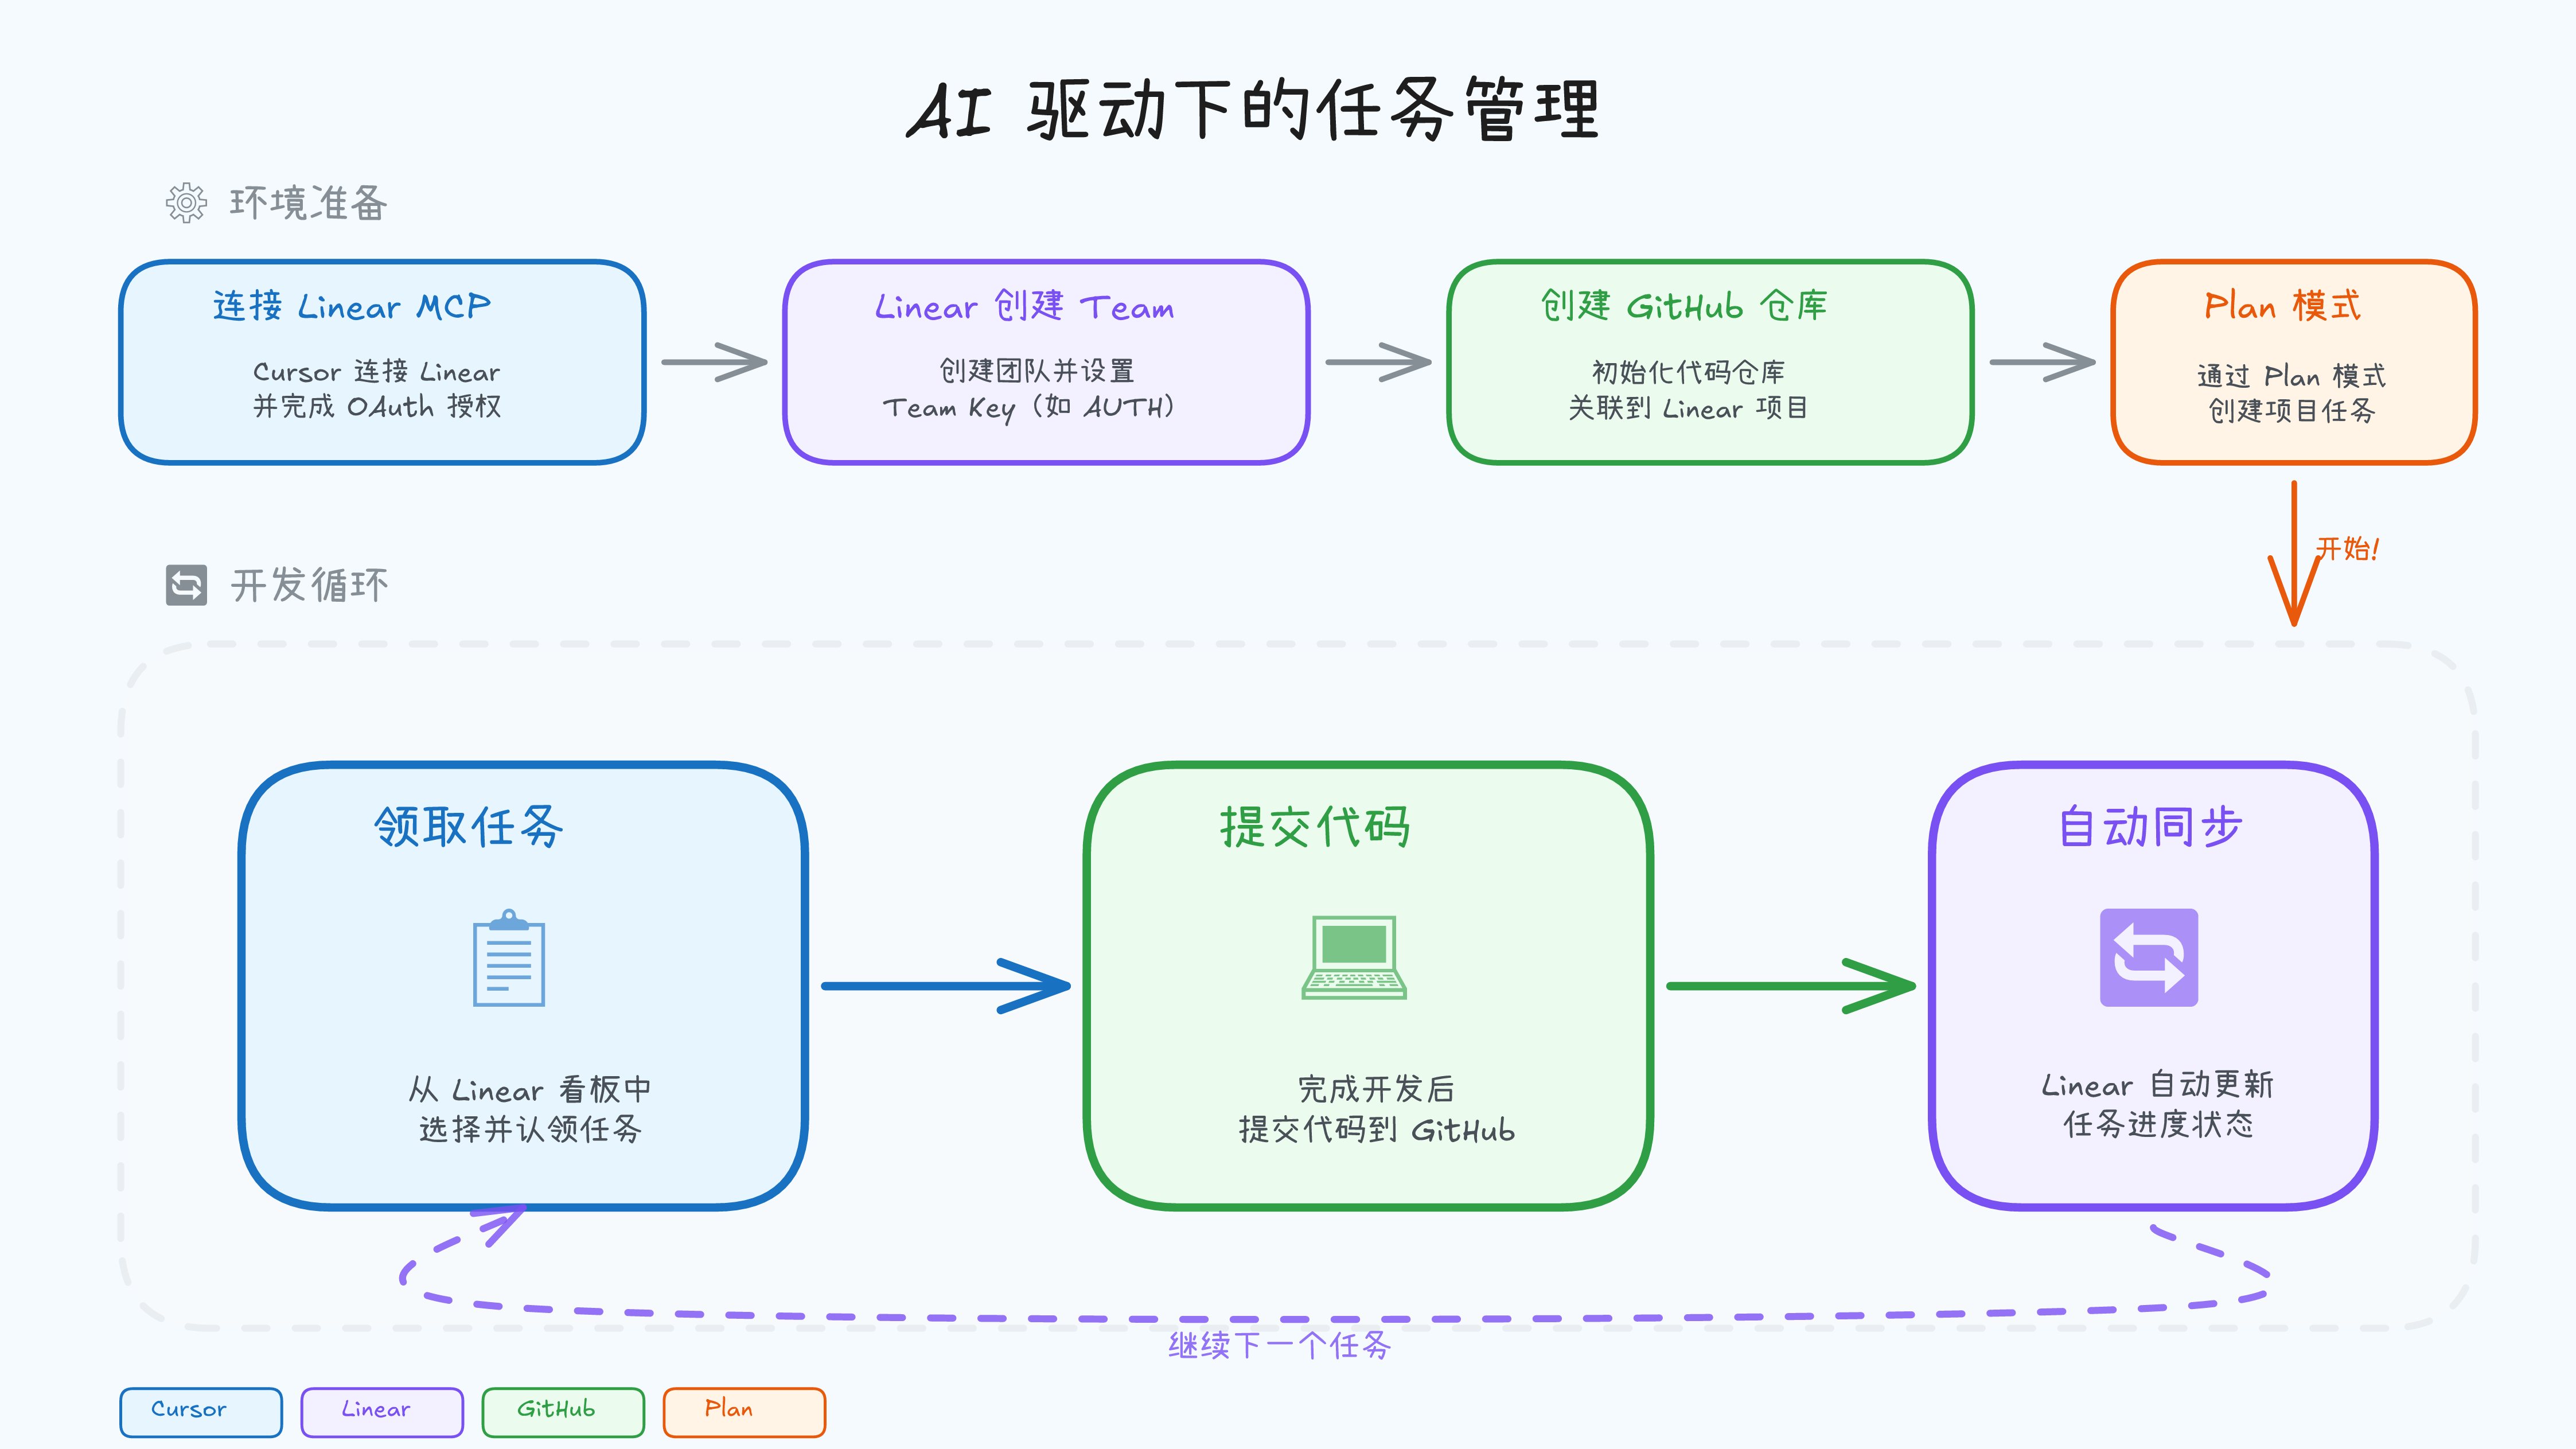 AI 驱动下的任务管理
环境准备
连接 Linear MCP
Cursor 连接 Linear
并完成 OAuth 授权
Linear 创建 Team
创建团队并设置
Team Key（如 AUTH）
创建 GitHub 仓库
初始化代码仓库
关联到 Linear 项目
Plan 模式
通过 Plan 模式
创建项目任务
开始!
开发循环
领取任务
从 Linear 看板中
选择并认领任务
提交代码
完成开发后
提交代码到 GitHub
自动同步
Linear 自动更新
任务进度状态
继续下一个任务
Cursor
Linear
GitHub
Plan